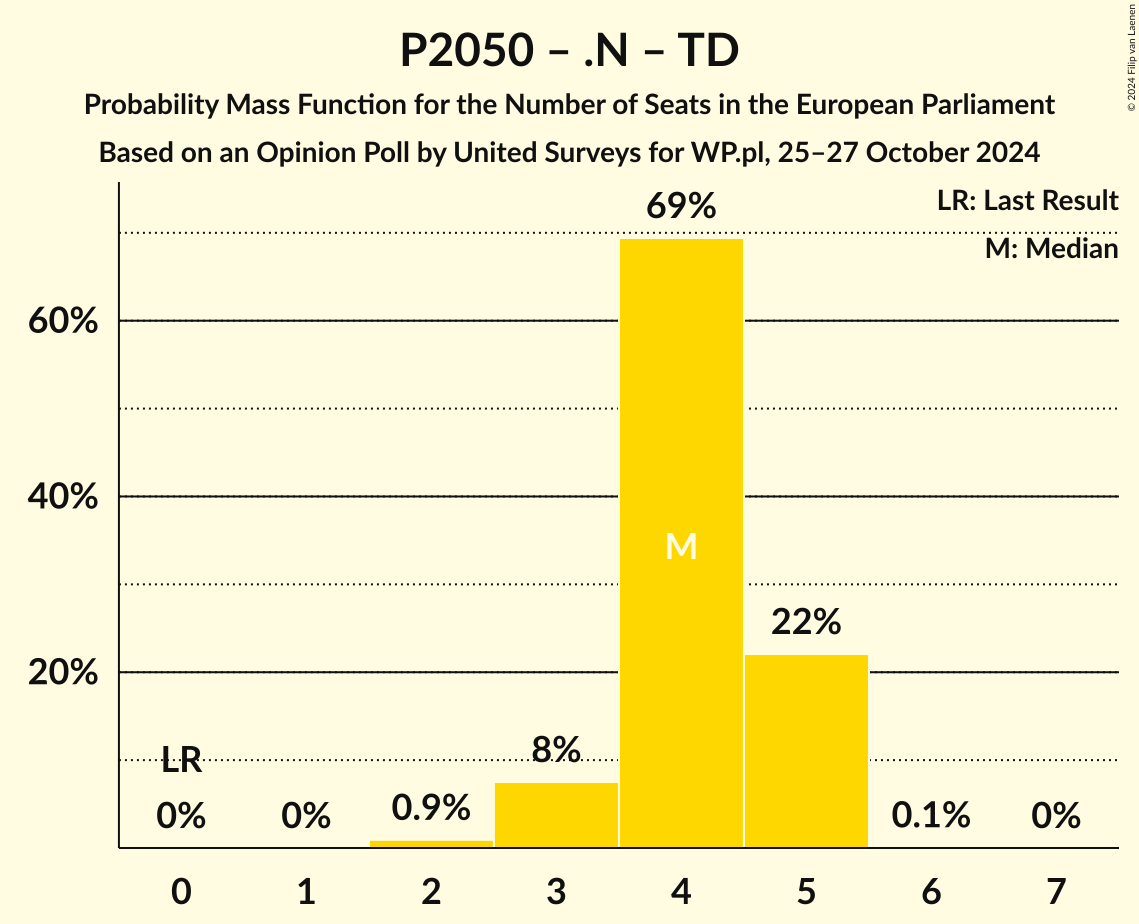 P2050 – .N – TD
Probability Mass Function for the Number of Seats in the European Parliament
Based on an Opinion Poll by United Surveys for WP.pl, 25–27 October 2024
© 2024 Filip van Laenen
LR: Last Result
M: Median
69%
60%
40%
M
22%
20%
LR
8%
0%
0%
0.9%
0.1%
0%
0 1 2 3 4 5 6 7